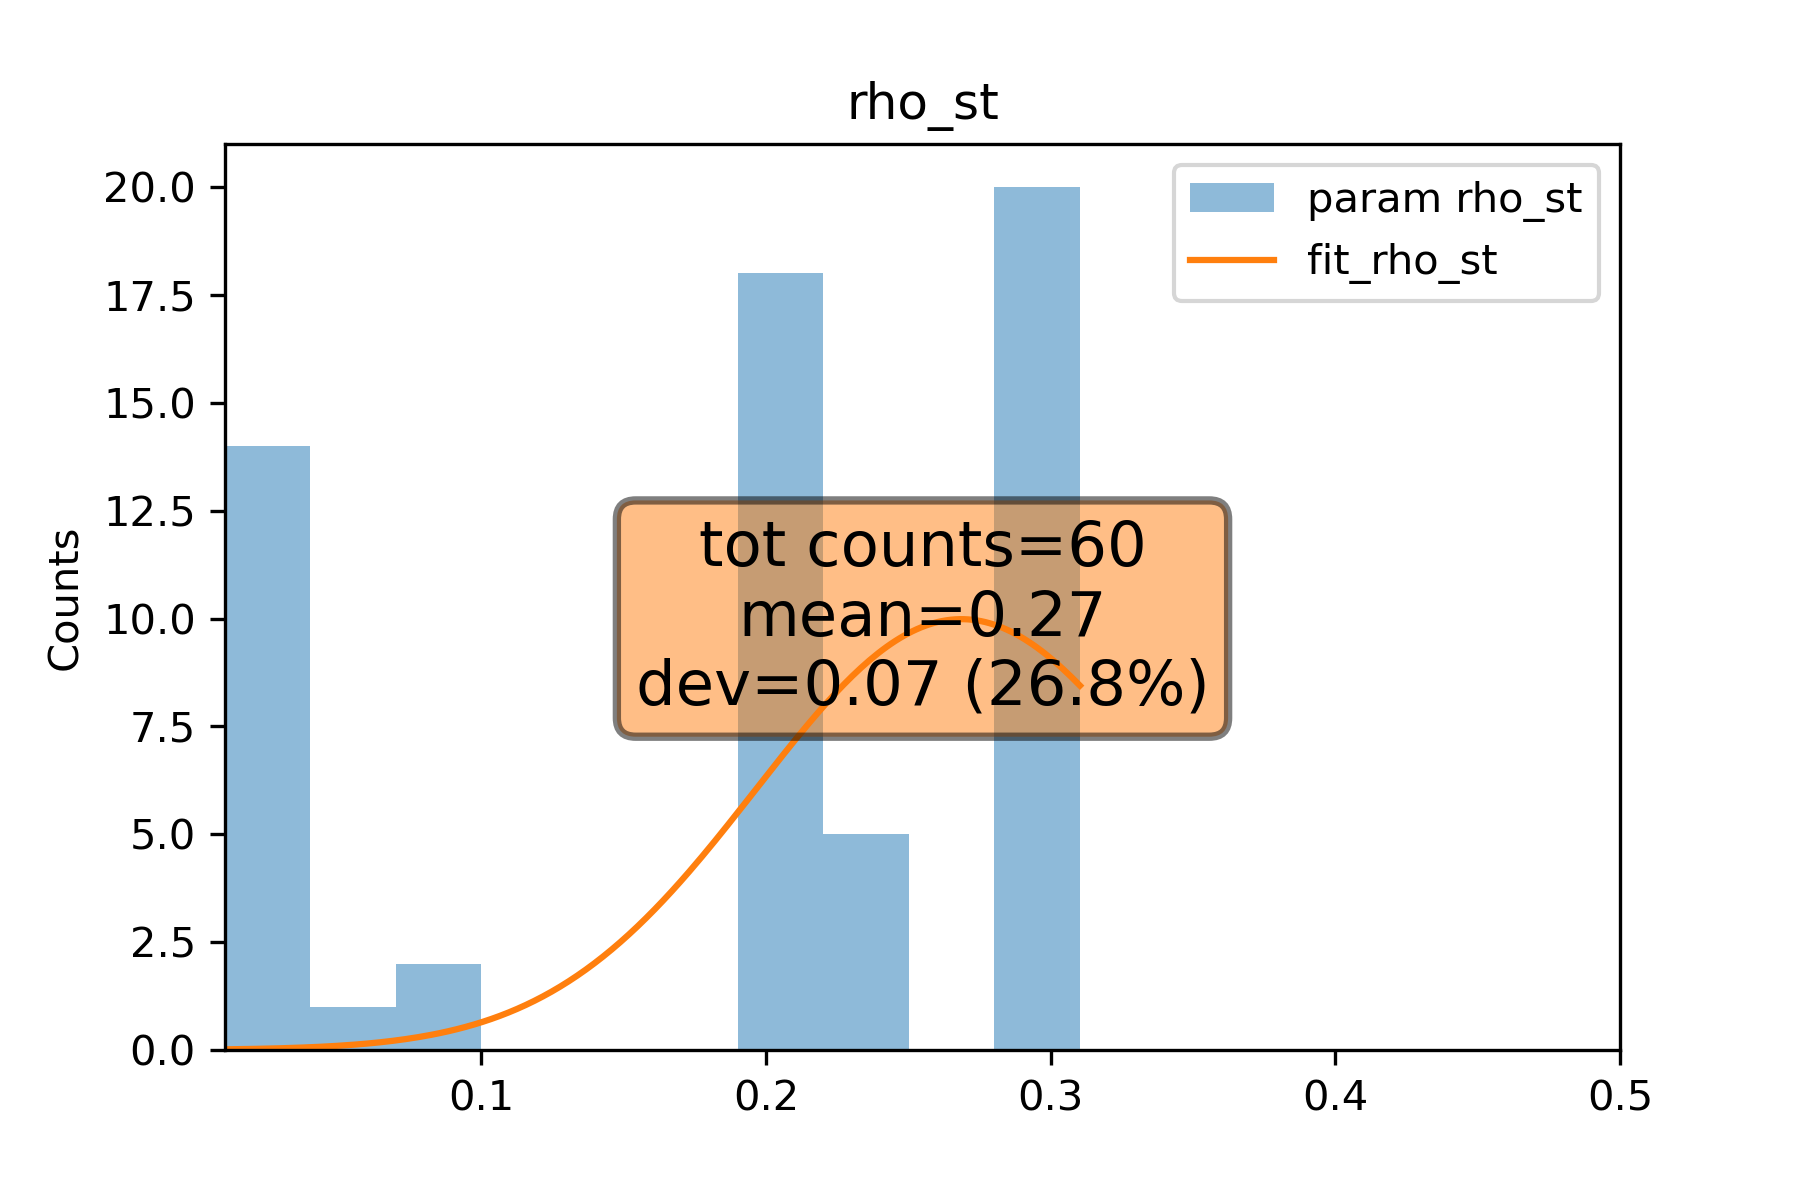 rho_st
param rho_st
fit_rho_st
20.0
17.5
15.0
12.5
10.0
7.5
5.0
2.5
0.0
Counts
tot counts=60
mean=0.27
dev=0.07 (26.8%)
0.1
0.2
0.3
0.4
0.5